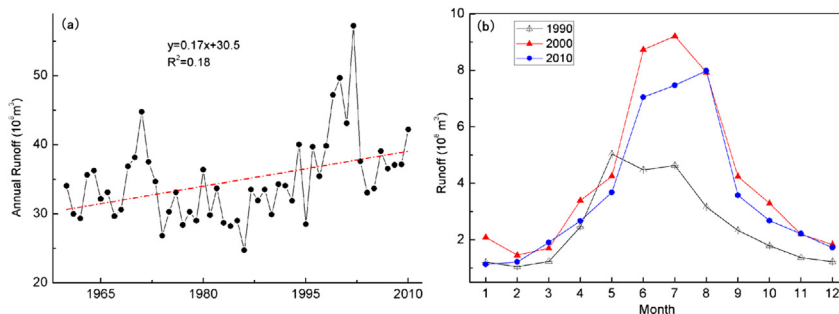 (a)
y=0.17x+30.5
R²=0.18
Annual Runoff (10⁸ m³)
50
40
30
20
1965
1980
1995
2010
(b)
1990
2000
2010
Runoff (10⁸ m³)
10
8
6
4
2
1 2 3 4 5 6 7 8 9 10 11 12
Month